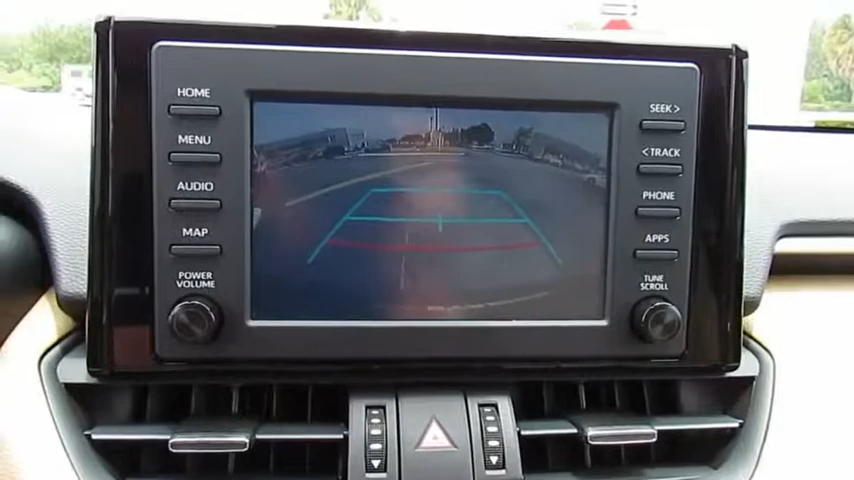 HOME
MENU
AUDIO
MAP
POWER
VOLUME
SEEK >
< TRACK
PHONE
APPS
TUNE
SCROLL